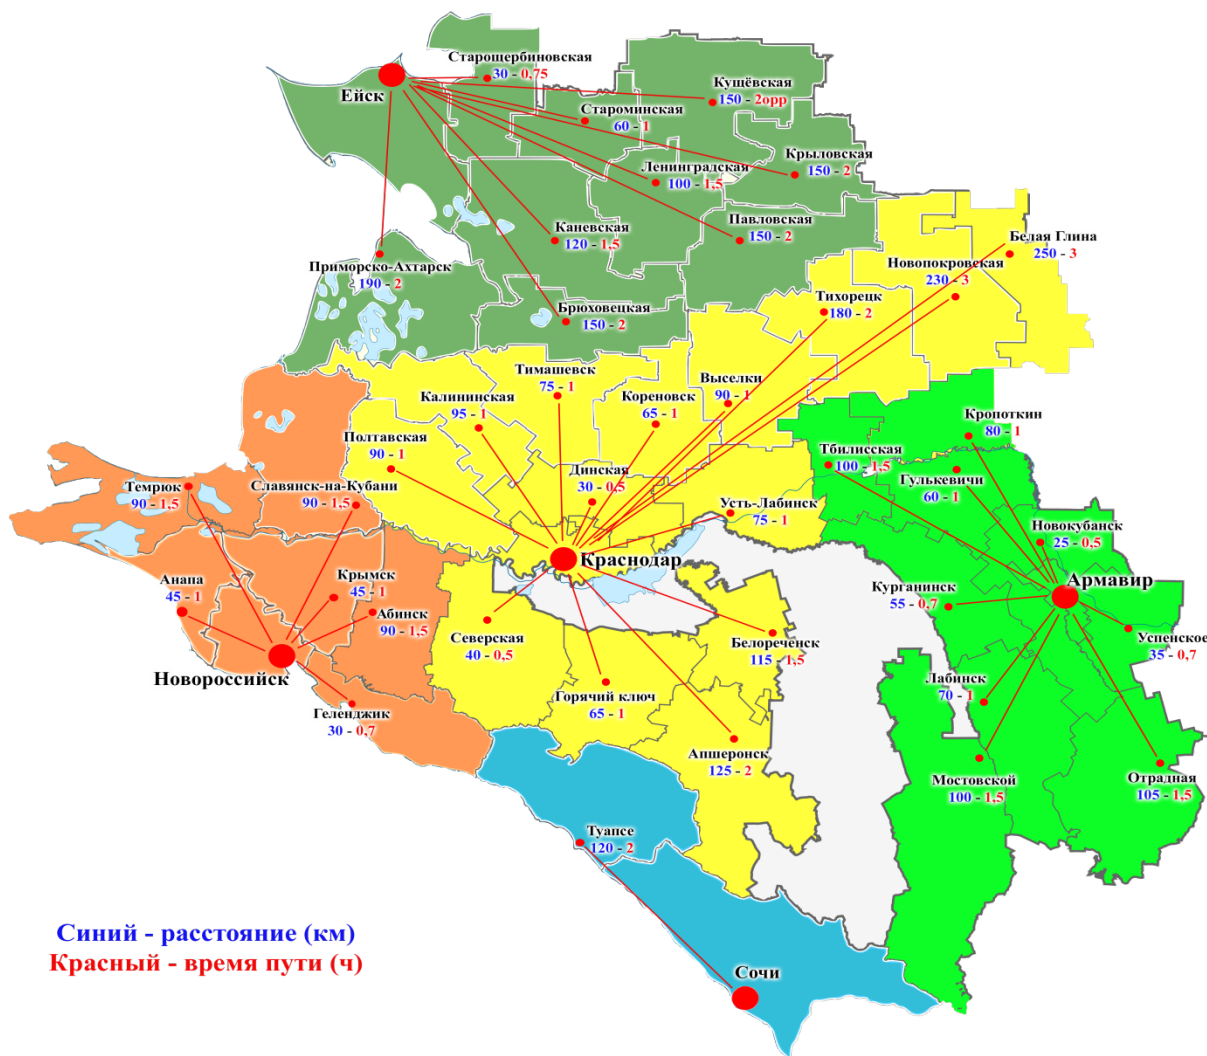 Старощербиновская
30 - 0,75
Ейск
Кущёвская
150 - 2орр
Староминская
60 - 1
Крыловская
150 - 2
Ленинградская
100 - 1,5
Каневская
120 - 1,5
Павловская
150 - 2
Белая Глина
250 - 3
Новопокровская
230 - 3
Приморско-Ахтарск
190 - 2
Брюховецкая
150 - 2
Тихорецк
180 - 2
Тимашевск
75 - 1
Выселки
90 - 1
Калининская
95 - 1
Кореновск
65 - 1
Кропоткин
80 - 1
Полтавская
90 - 1
Тбилисская
100 - 1,5
Динская
30 - 0,5
Гулькевичи
60 - 1
Темрюк
90 - 1,5
Славянск-на-Кубани
90 - 1,5
Усть-Лабинск
75 - 1
Новокубанск
25 - 0,5
Краснодар
Армавир
Анапа
45 - 1
Крымск
45 - 1
Курганинск
55 - 0,7
Абинск
90 - 1,5
Северская
40 - 0,5
Белореченск
115 - 1,5
Успенское
35 - 0,7
Новороссийск
Лабинск
70 - 1
Горячий ключ
65 - 1
Геленджик
30 - 0,7
Апшеронск
125 - 2
Мостовской
100 - 1,5
Отрадная
105 - 1,5
Туапсе
120 - 2
Синий - расстояние (км)
Красный - время пути (ч)
Сочи